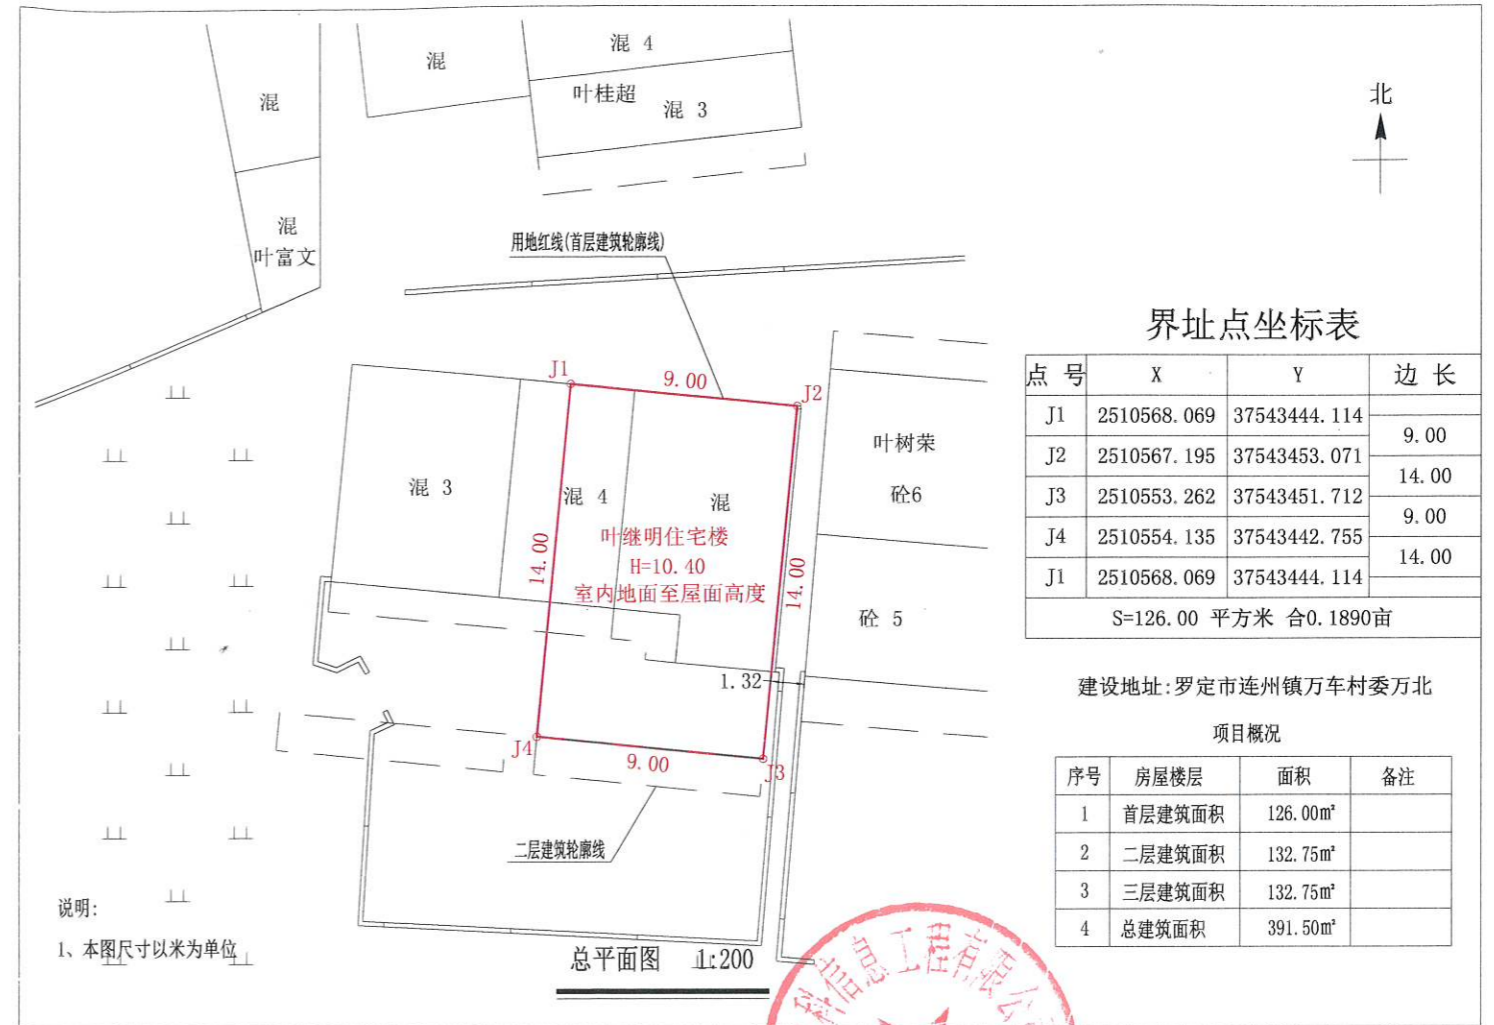 混
混 4
叶桂超
混 3
混
混
叶富文
北
用地红线(首层建筑轮廓线)
J1
9.00
J2
混 3
混 4
混
叶继明住宅楼
H=10.40
室内地面至屋面高度
14.00
14.00
叶树荣
砼6
砼 5
1.32
J4
9.00
J3
二层建筑轮廓线
界址点坐标表
点 号 X Y 边 长
J1 2510568.069 37543444.114
9.00
J2 2510567.195 37543453.071
14.00
J3 2510553.262 37543451.712
9.00
J4 2510554.135 37543442.755
14.00
J1 2510568.069 37543444.114
S=126.00 平方米 合0.1890亩
建设地址:罗定市连州镇万车村委万北
项目概况
序号 房屋楼层 面积 备注
1 首层建筑面积 126.00m²
2 二层建筑面积 132.75m²
3 三层建筑面积 132.75m²
4 总建筑面积 391.50m²
说明:
1、本图尺寸以米为单位
总平面图 1:200
信息工程有限公